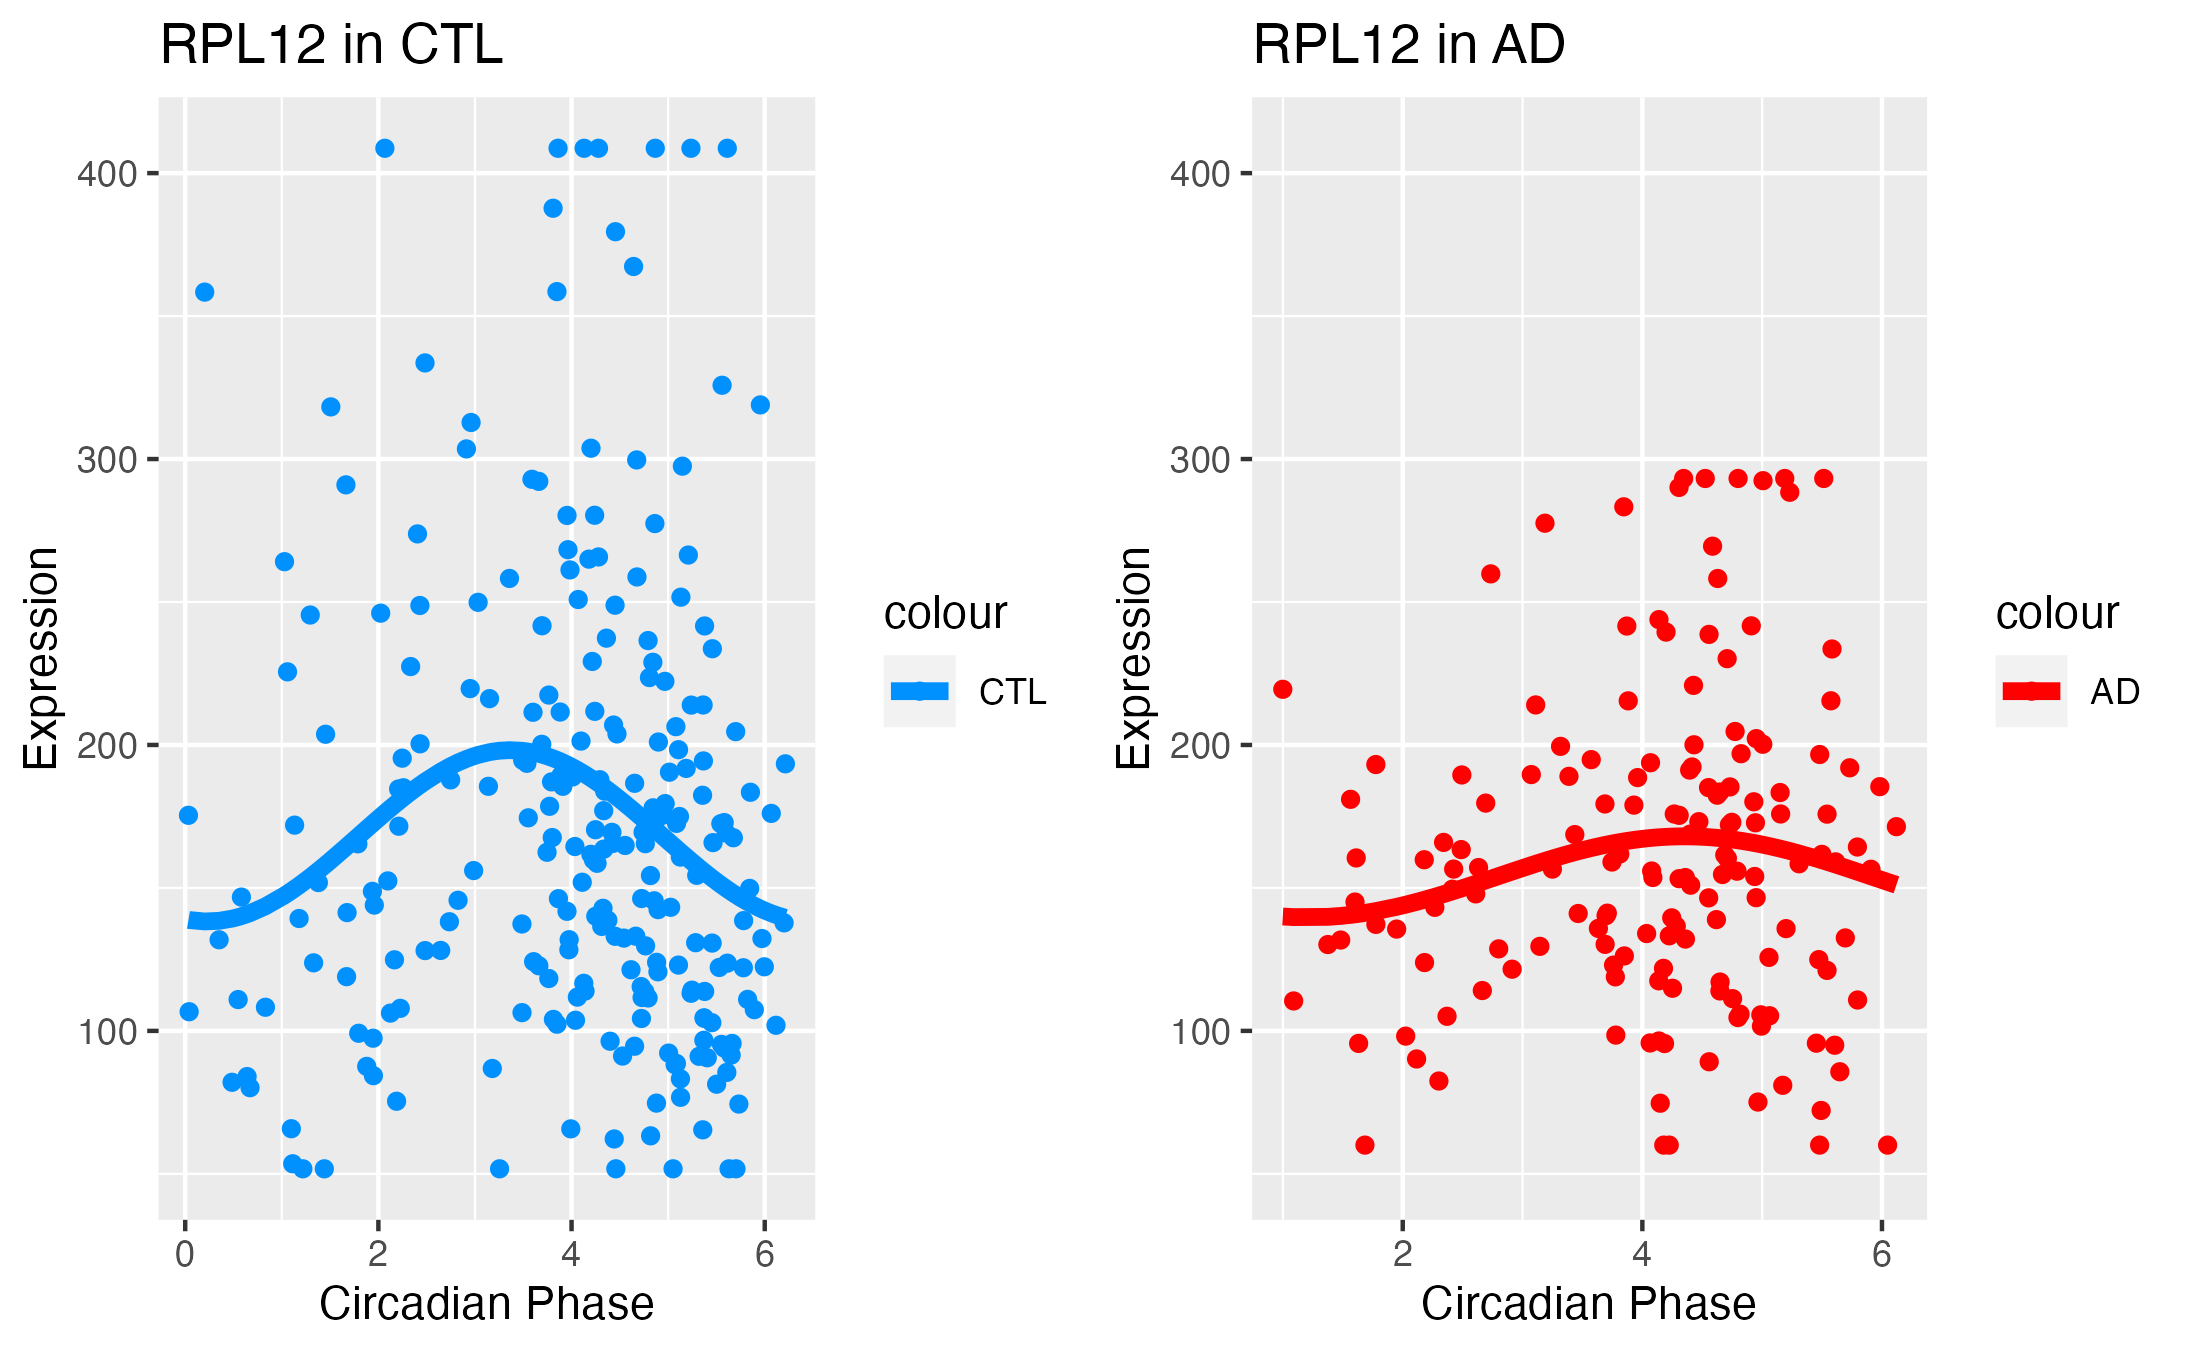 RPL12 in CTL
400
300
200
100
Expression
0 2 4 6
Circadian Phase
colour
CTL
RPL12 in AD
400
300
200
100
Expression
2 4 6
Circadian Phase
colour
AD